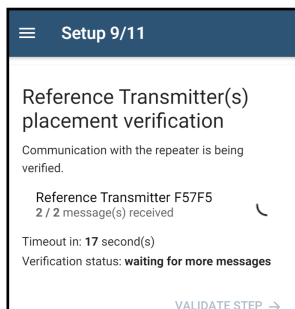 Setup 9/11
Reference Transmitter(s)
placement verification
Communication with the repeater is being
verified.
Reference Transmitter F57F5
2 / 2 message(s) received
Timeout in: 17 second(s)
Verification status: waiting for more messages
VALIDATE STEP →